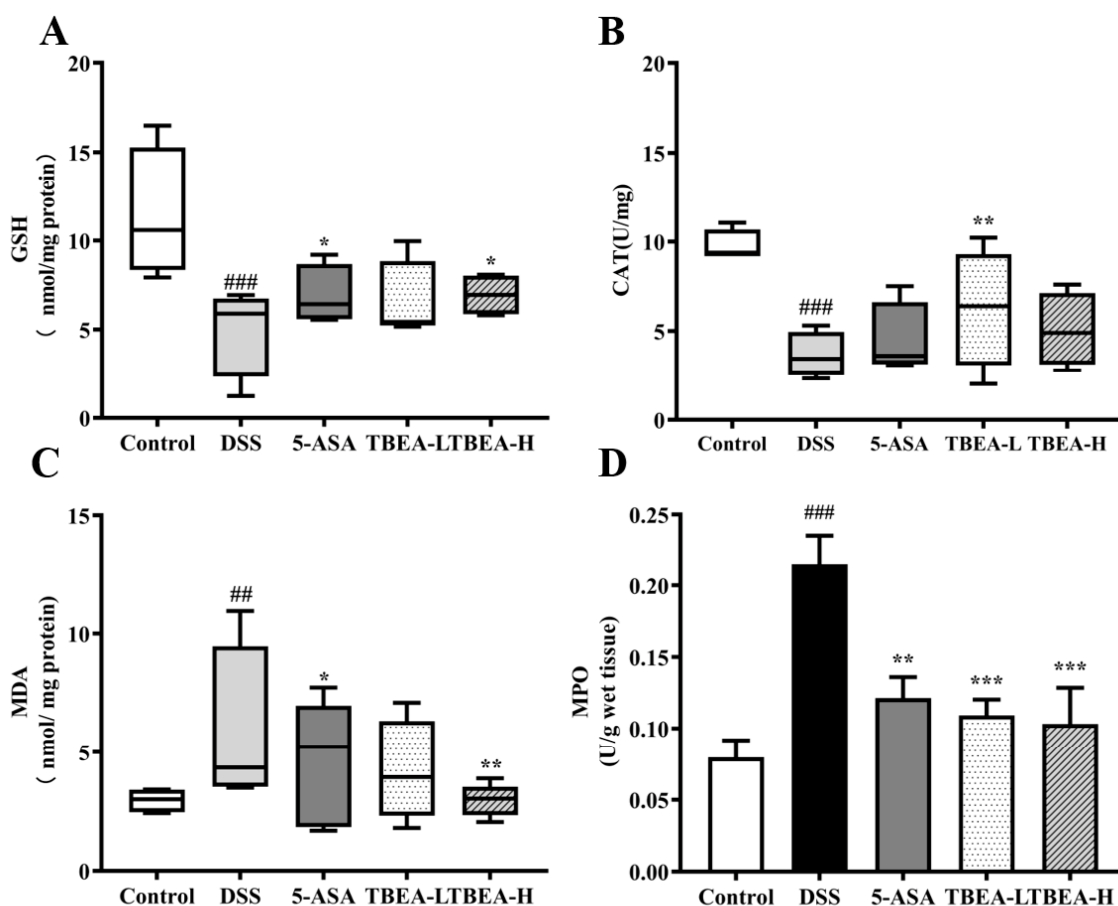 A
20
15
10
5
0
GSH
( nmol/mg protein)
###
*
*
Control DSS 5-ASA TBEA-LTBEA-H
B
20
15
10
5
0
CAT(U/mg)
###
**
Control DSS 5-ASA TBEA-L TBEA-H
C
15
10
5
0
MDA
( nmol/ mg protein)
##
*
**
Control DSS 5-ASA TBEA-LTBEA-H
D
0.25
0.20
0.15
0.10
0.05
0.00
MPO
(U/g wet tissue)
###
**
***
***
Control DSS 5-ASA TBEA-LTBEA-H